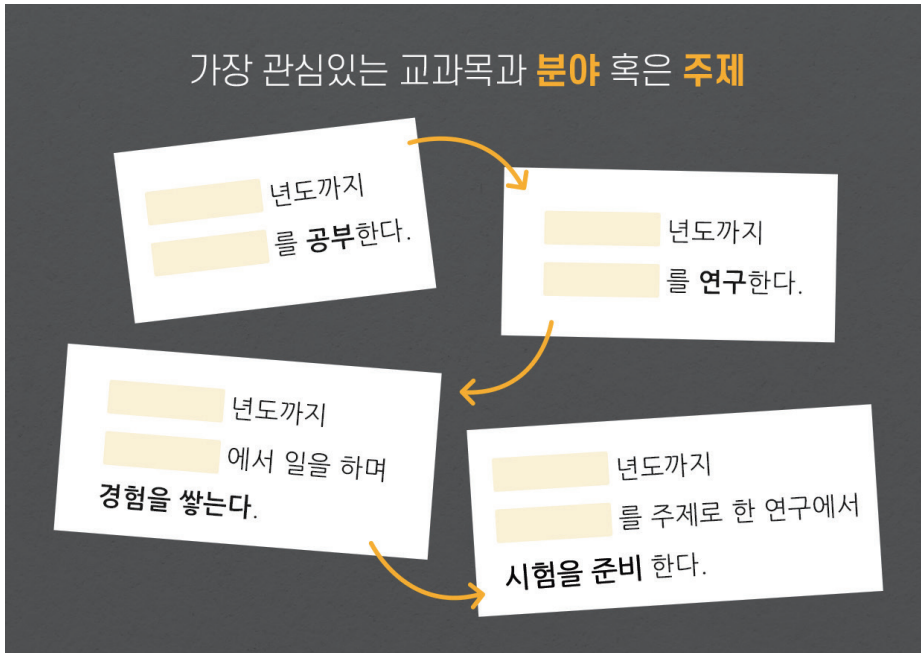 가장 관심있는 교과목과 분야 혹은 주제
년도까지
를 공부한다.
년도까지
를 연구한다.
년도까지
에서 일을 하며
경험을 쌓는다.
년도까지
를 주제로 한 연구에서
시험을 준비 한다.